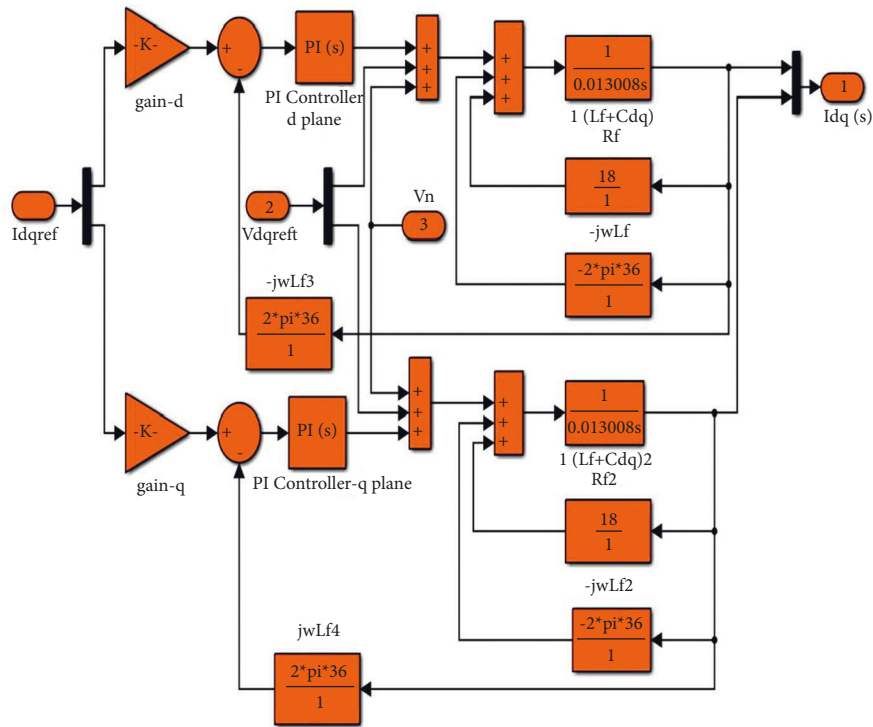 -K-
gain-d
+
-
PI (s)
PI Controller
d plane
+
+
+
+
+
+
1
0.013008s
1 (Lf+Cdq)
Rf
1
Idq (s)
18
1
-jwLf
-2*pi*36
1
Idqref
2
Vdqreft
Vn
3
-jwLf3
2*pi*36
1
-K-
gain-q
+
-
PI (s)
PI Controller-q plane
+
+
+
+
+
+
1
0.013008s
1 (Lf+Cdq)2
Rf2
18
1
-jwLf2
-2*pi*36
1
jwLf4
2*pi*36
1